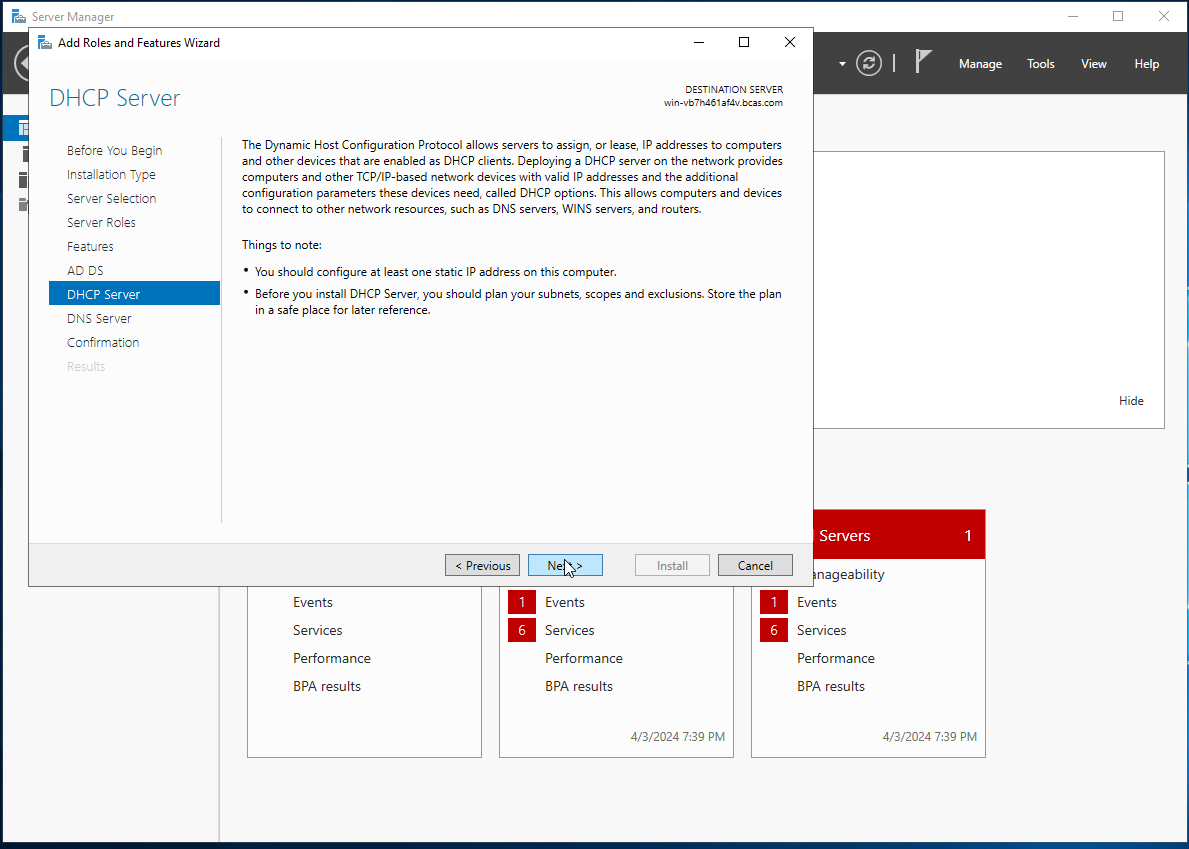 Server Manager
Add Roles and Features Wizard
Manage
Tools
View
Help
DHCP Server
DESTINATION SERVER
win-vb7h461af4v.bcas.com
Before You Begin
Installation Type
Server Selection
Server Roles
Features
AD DS
DHCP Server
DNS Server
Confirmation
Results
The Dynamic Host Configuration Protocol allows servers to assign, or lease, IP addresses to computers
and other devices that are enabled as DHCP clients. Deploying a DHCP server on the network provides
computers and other TCP/IP-based network devices with valid IP addresses and the additional
configuration parameters these devices need, called DHCP options. This allows computers and devices
to connect to other network resources, such as DNS servers, WINS servers, and routers.
Things to note:
• You should configure at least one static IP address on this computer.
• Before you install DHCP Server, you should plan your subnets, scopes and exclusions. Store the plan
in a safe place for later reference.
Hide
< Previous
Next >
Install
Cancel
Servers 1
Events
Services
Performance
BPA results
1 Events
6 Services
Performance
BPA results
4/3/2024 7:39 PM
1 Events
6 Services
Performance
BPA results
4/3/2024 7:39 PM